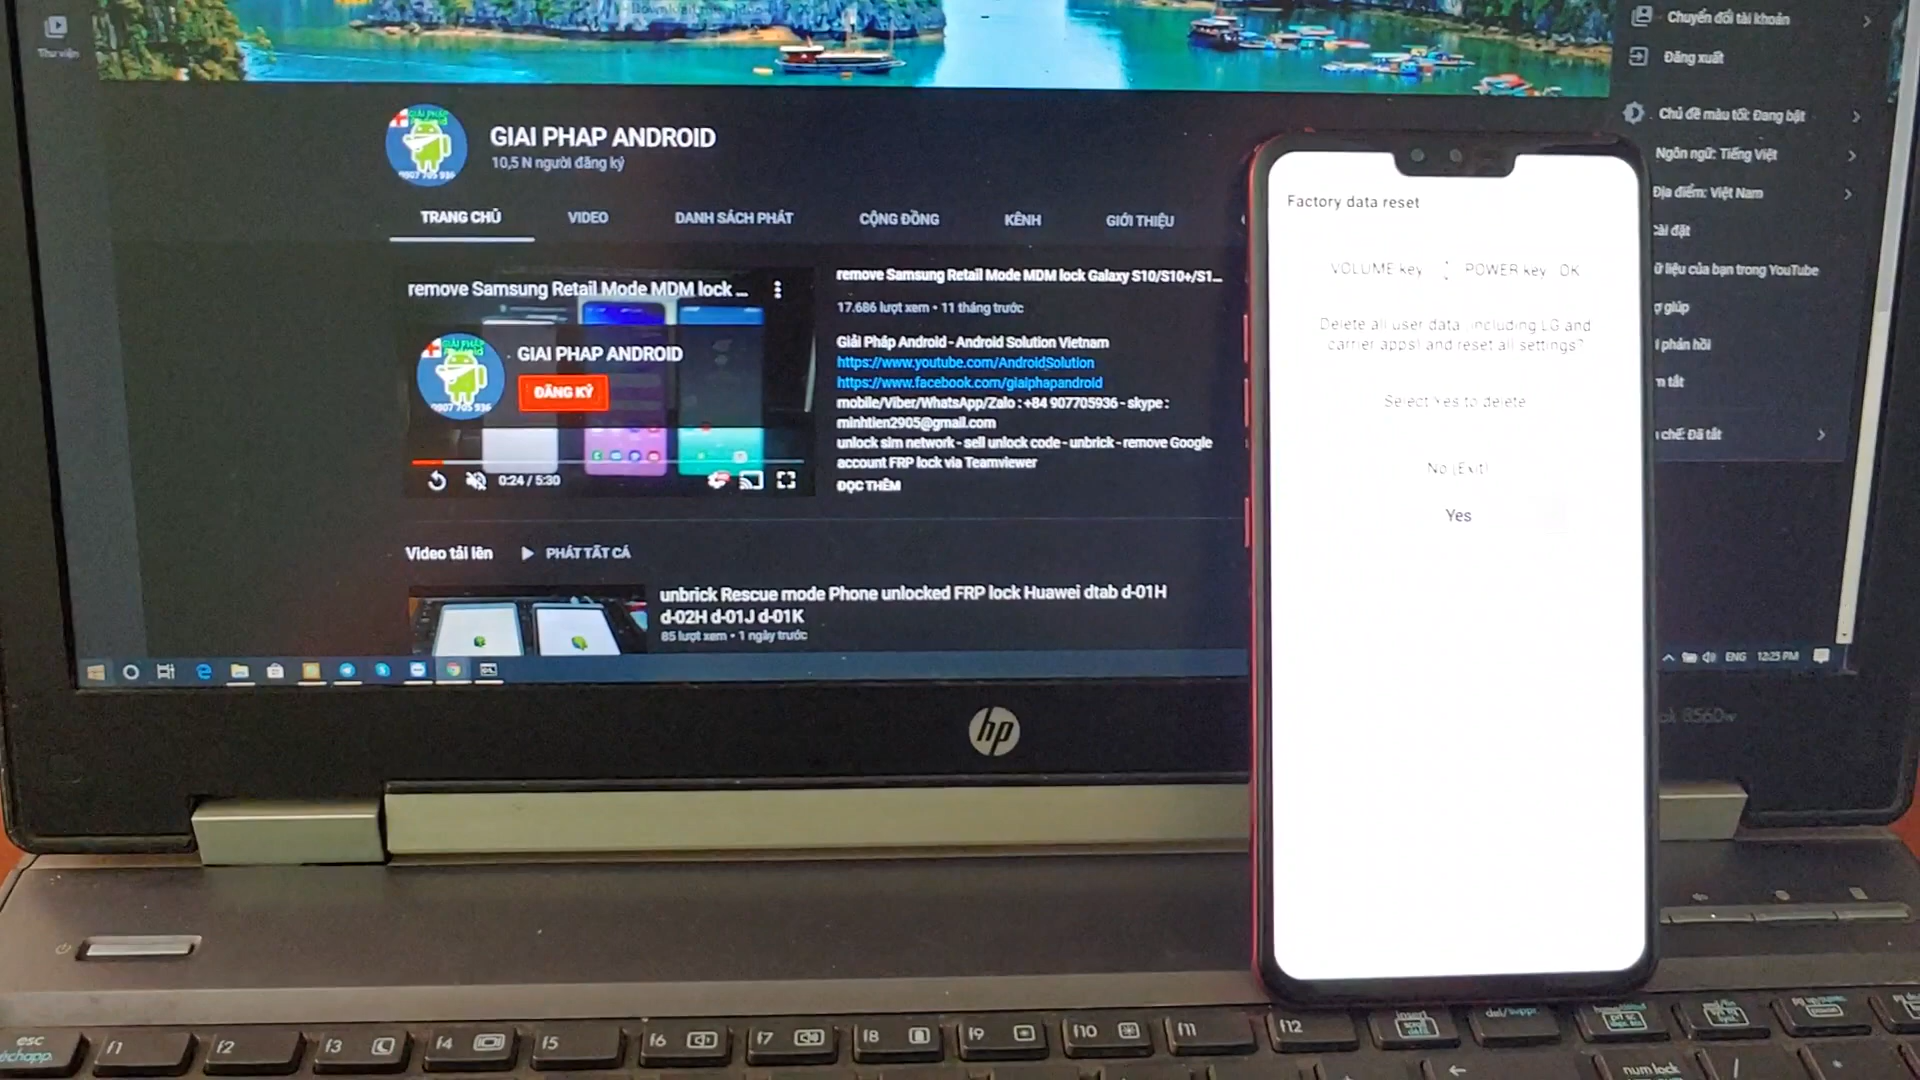 Thư viện
GIAI PHAP ANDROID
10,5 N người đăng ký
TRANG CHỦ
VIDEO
DANH SÁCH PHÁT
CỘNG ĐỒNG
KÊNH
GIỚI THIỆU
remove Samsung Retail Mode MDM lock ...
GIAI PHAP ANDROID
ĐĂNG KÝ
0:24 / 5:30
remove Samsung Retail Mode MDM lock Galaxy S10/S10+/S1...
17.686 lượt xem • 11 tháng trước
Giải Pháp Android - Android Solution Vietnam
https://www.youtube.com/AndroidSolution
https://www.facebook.com/giaiphapandroid
mobile/Viber/WhatsApp/Zalo : +84 907705936 - skype :
minhtien2905@gmail.com
unlock sim network - sell unlock code - unbrick - remove Google
account FRP lock via Teamviewer
ĐỌC THÊM
Video tải lên
PHÁT TẤT CẢ
unbrick Rescue mode Phone unlocked FRP lock Huawei dtab d-01H
d-02H d-01J d-01K
85 lượt xem • 1 ngày trước
Chuyển đổi tài khoản
Đăng xuất
Chủ đề màu tối: Đang bật
Ngôn ngữ: Tiếng Việt
Địa điểm: Việt Nam
Cài đặt
ữ liệu của bạn trong YouTube
ợ giúp
i phản hồi
m tắt
chế: Đã tắt
ENG 12:25 PM
Factory data reset
VOLUME key : POWER key OK
Delete all user data (including LG and
carrier apps) and reset all settings?
Select Yes to delete
No (Exit)
Yes
hp
ok 8560w
esc
échapp.
f1
f2
f3
f4
f5
f6
f7
f8
f9
f10
f11
f12
insert
num lock